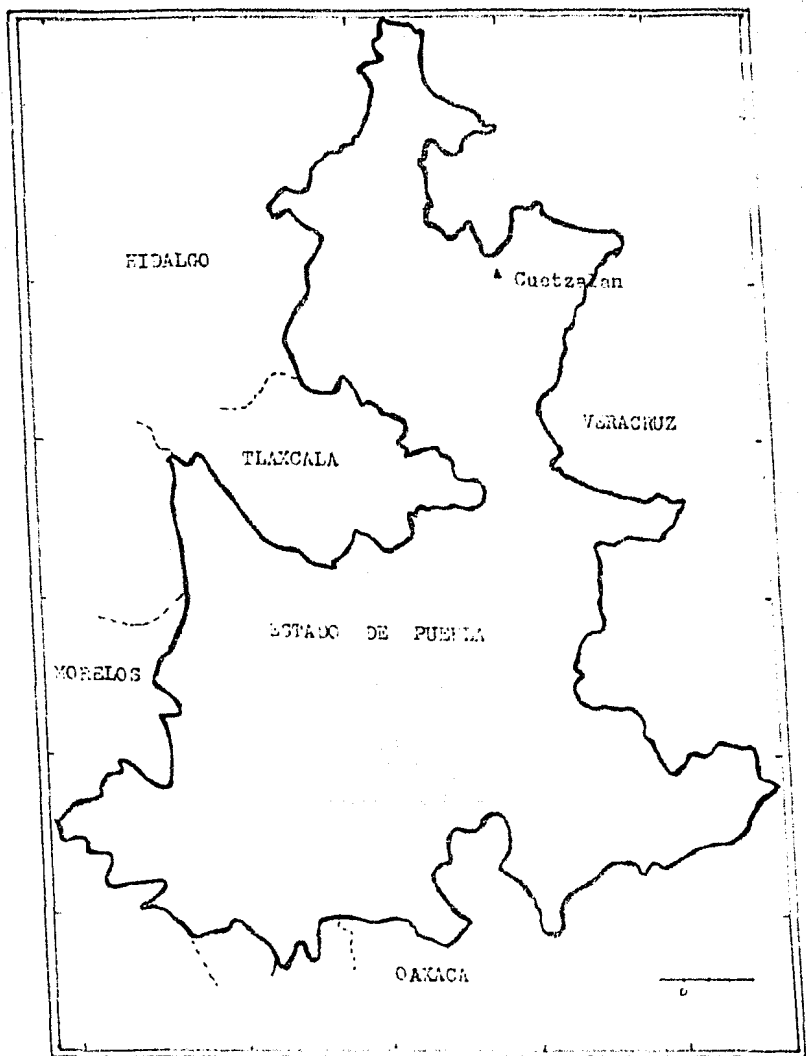 HIDALGO
Cuetzalan
VERACRUZ
TLAXCALA
ESTADO DE PUEBLA
MORELOS
OAXACA